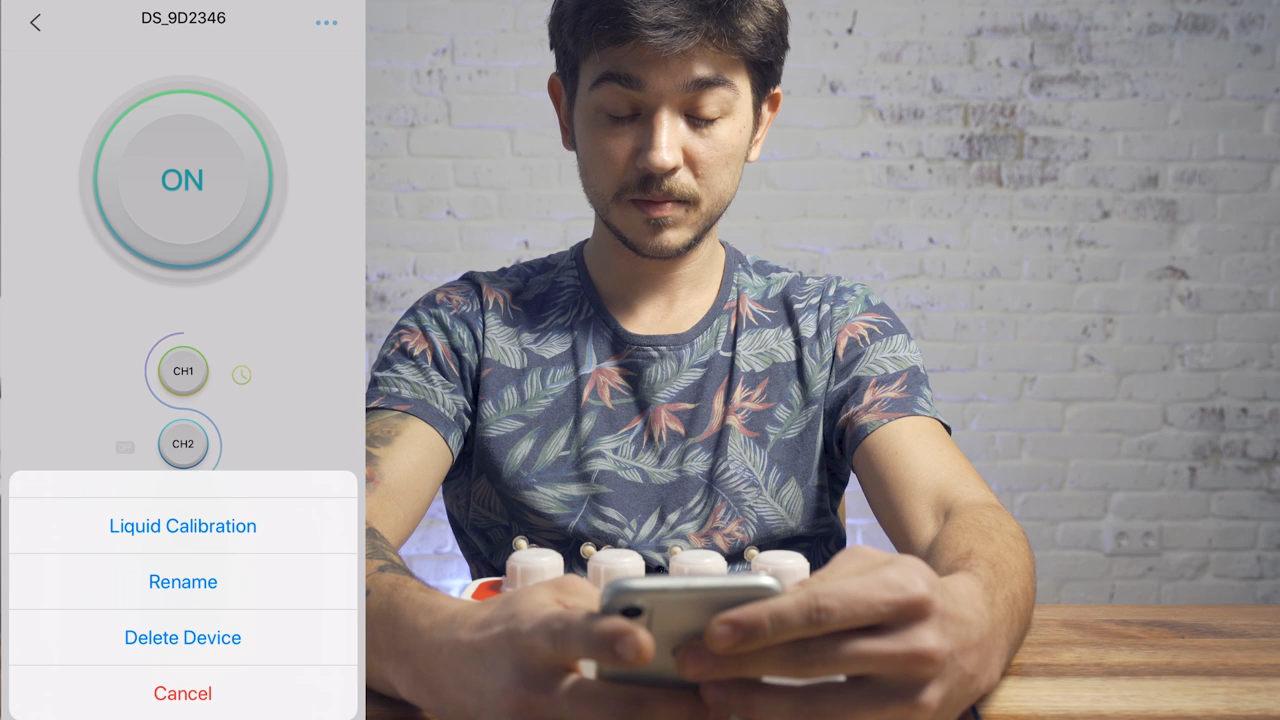 DS_9D2346
ON
CH1
CH2
Liquid Calibration
Rename
Delete Device
Cancel